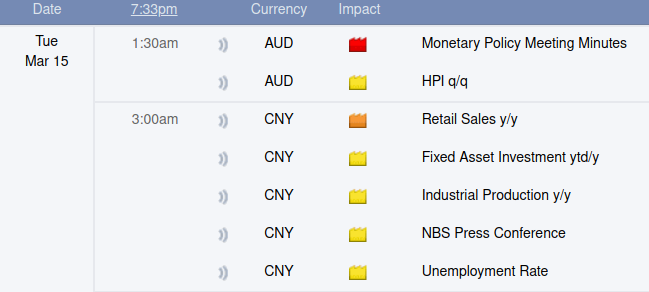 Date 7:33pm Currency Impact
Tue 1:30am AUD Monetary Policy Meeting Minutes
Mar 15
AUD HPI q/q
3:00am CNY Retail Sales y/y
CNY Fixed Asset Investment ytd/y
CNY Industrial Production y/y
CNY NBS Press Conference
CNY Unemployment Rate